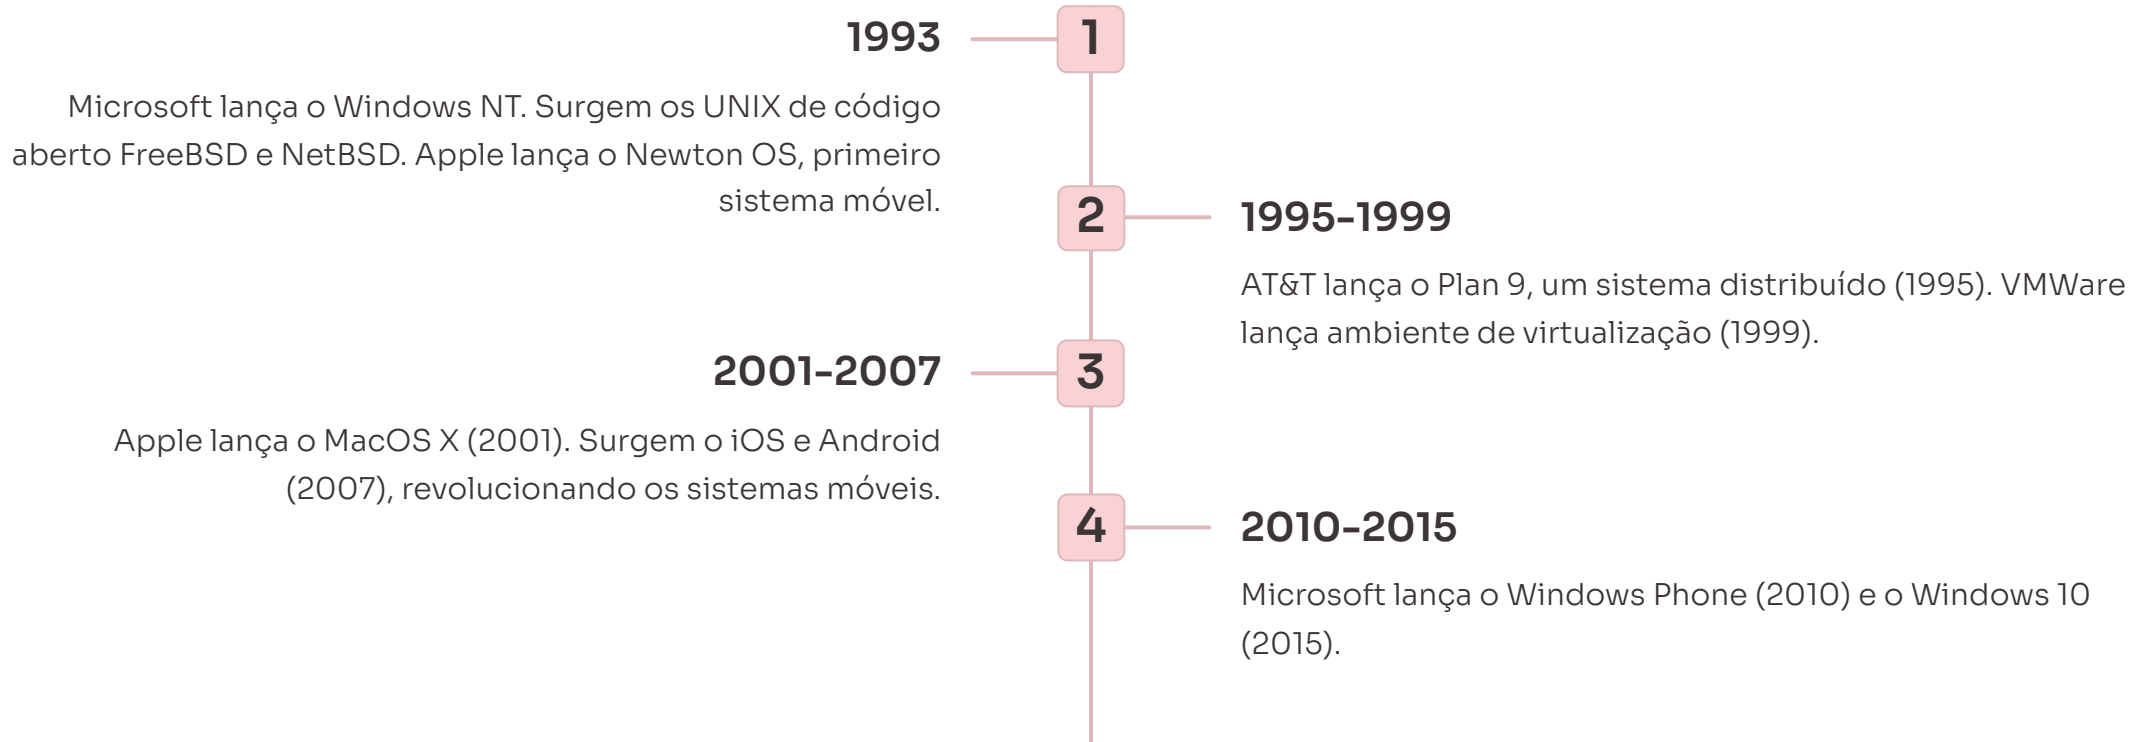 1993
1
Microsoft lança o Windows NT. Surgem os UNIX de código
aberto FreeBSD e NetBSD. Apple lança o Newton OS, primeiro
sistema móvel.
2
1995-1999
AT&T lança o Plan 9, um sistema distribuído (1995). VMWare
lança ambiente de virtualização (1999).
2001-2007
3
Apple lança o MacOS X (2001). Surgem o iOS e Android
(2007), revolucionando os sistemas móveis.
4
2010-2015
Microsoft lança o Windows Phone (2010) e o Windows 10
(2015).